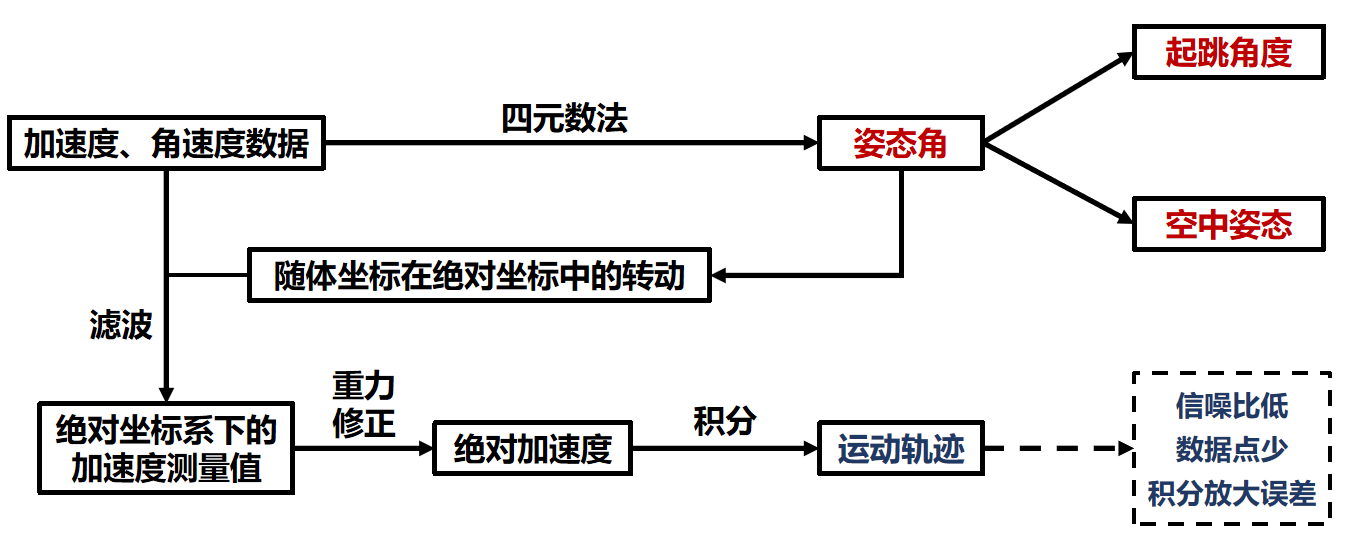 起跳角度
四元数法
加速度、角速度数据
姿态角
空中姿态
随体坐标在绝对坐标中的转动
滤波
重力
修正
绝对坐标系下的
加速度测量值
绝对加速度
积分
运动轨迹
信噪比低
数据点少
积分放大误差